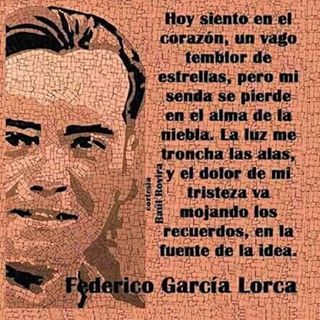 Hoy siento en el
corazón, un vago
temblor de
estrellas, pero mi
senda se pierde
en el alma de la
niebla. La luz me
troncha las alas,
y el dolor de mi
tristeza va
mojando los
recuerdos, en la
fuente de la idea.
cortesía
Raúl Rovira
Federico García Lorca